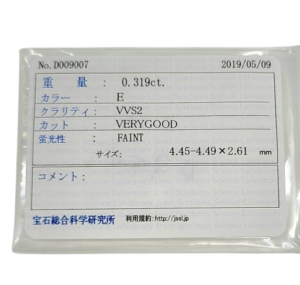 No.D009007 2019/05/09
重 量 : 0.319ct.
カラー : E
クラリティ : VVS2
カット : VERYGOOD
蛍光性 : FAINT
サイズ: 4.45-4.49×2.61 mm
コメント:
宝石総合科学研究所 利用規約:http://jssl.jp